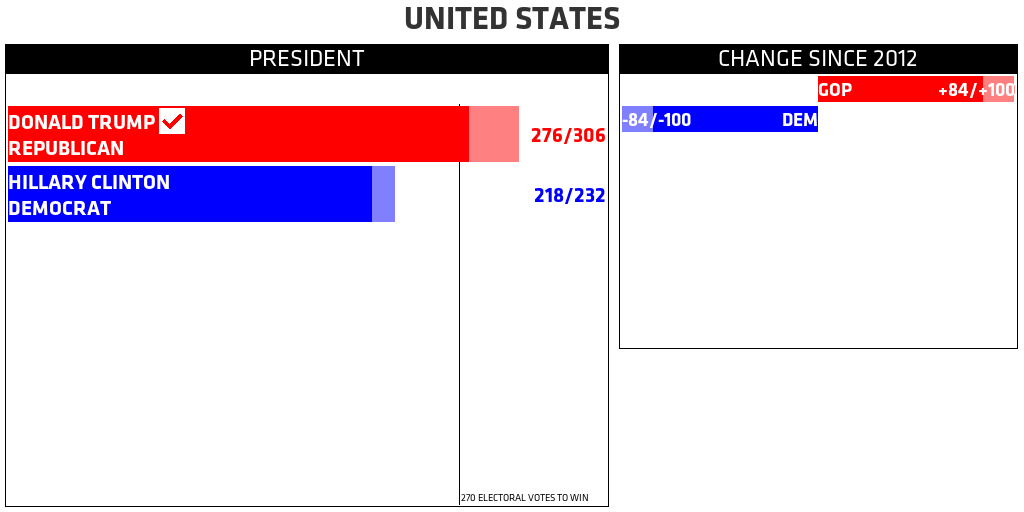 UNITED STATES
PRESIDENT
DONALD TRUMP
REPUBLICAN
276/306
HILLARY CLINTON
DEMOCRAT
218/232
270 ELECTORAL VOTES TO WIN
CHANGE SINCE 2012
GOP +84/+100
-84/-100 DEM